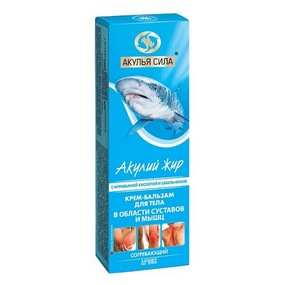 АКУЛЬЯ СИЛА
Акулий жир
С МУРАВЬИНОЙ КИСЛОТОЙ И САБЕЛЬНИКОМ
КРЕМ-БАЛЬЗАМ
ДЛЯ ТЕЛА
В ОБЛАСТИ СУСТАВОВ
И МЫШЦ
СОГРЕВАЮЩИЙ